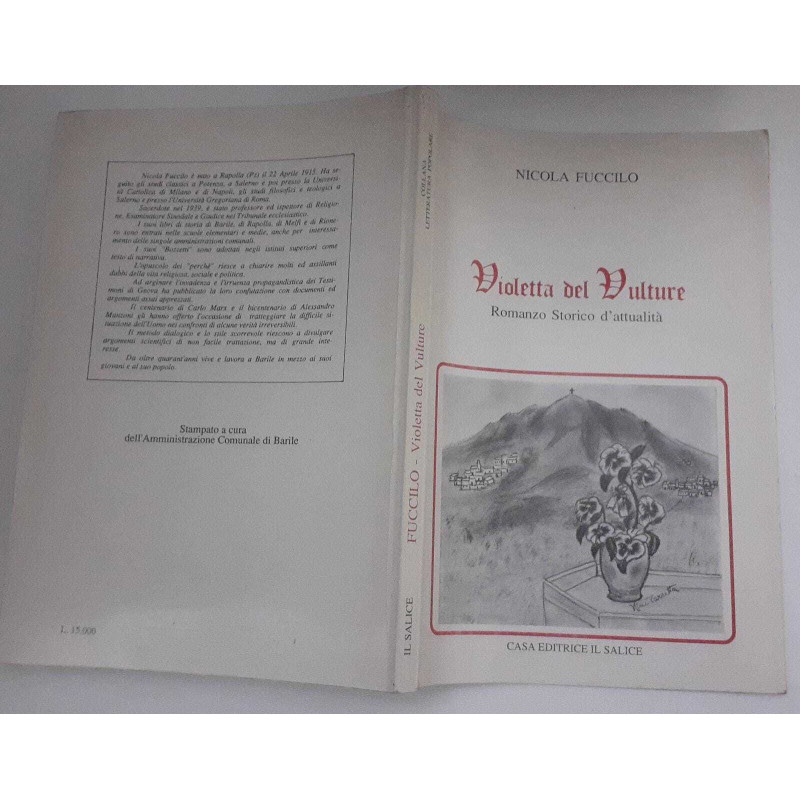 Nicola Fuccilo è nato a Rapolla (Pz) il 22 Aprile 1915. Ha se-
guito gli studi classici a Potenza, a Salerno e poi presso la Universi-
tà Cattolica di Milano e di Napoli, gli studi filosofici e teologici a
Salerno e presso l'Università Gregoriana di Roma.
Sacerdote nel 1939, è stato professore ed ispettore di Religio-
ne, Esaminatore Sinodale e Giudice nel Tribunale ecclesiastico.
I suoi libri di storia di Barile, di Rapolla, di Melfi e di Rione-
ro sono entrati nelle scuole elementari e medie, anche per interessa-
mento delle singole amministrazioni comunali.
I suoi "Bozzetti" sono adottati negli istituti superiori come
testo di narrativa.
L'opuscolo dei "perchè" riesce a chiarire molti ed assillanti
dubbi della vita religiosa, sociale e politica.
Ad arginare l'invadenza e l'irruenza propagandistica dei Testi-
moni di Geova ha pubblicato la loro confutazione con documenti ed
argomenti assai apprezzati.
Il centenario di Carlo Marx e il bicentenario di Alessandro
Manzoni gli hanno offerto l'occasione di tratteggiare la difficile si-
tuazione dell'Uomo nei confronti di alcune verità irreversibili.
Il metodo dialogico e lo stile scorrevole riescono a divulgare
argomenti scientifici di non facile trattazione, ma di grande inte-
resse.
Da oltre quarant'anni vive e lavora a Barile in mezzo ai suoi
giovani e al suo popolo.
Stampato a cura
dell'Amministrazione Comunale di Barile
L. 15.000
COLLANA
LETTERATURA POPOLARE
FUCCILO - Violetta del Vulture
IL SALICE
NICOLA FUCCILO
Violetta del Vulture
Romanzo Storico d'attualità
CASA EDITRICE IL SALICE